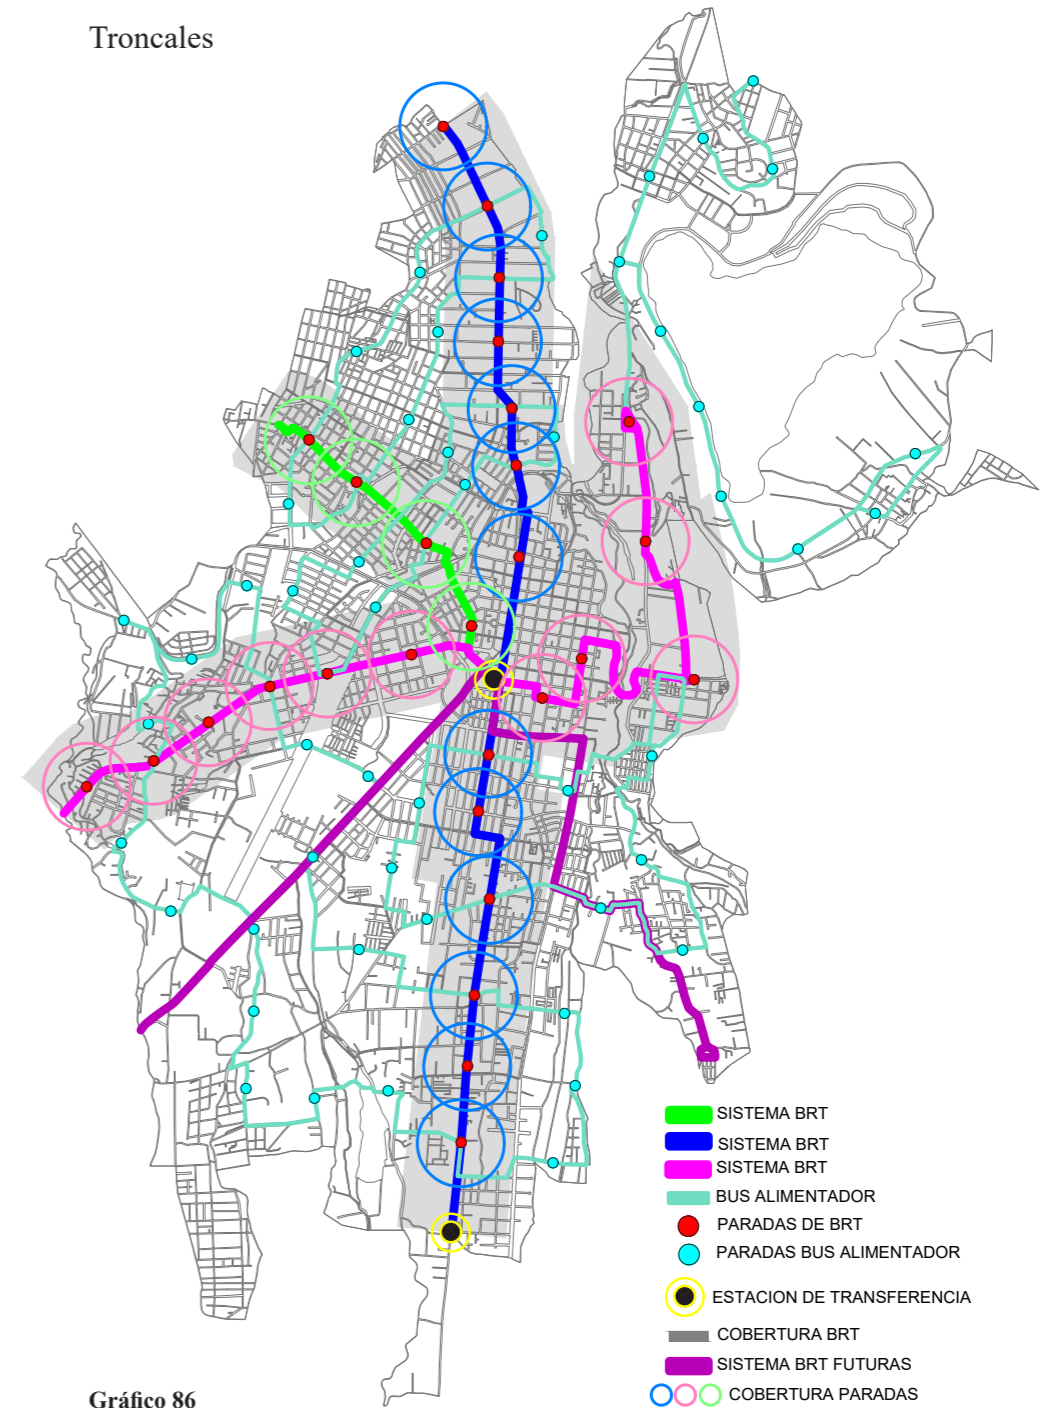 Troncales
SISTEMA BRT
SISTEMA BRT
SISTEMA BRT
BUS ALIMENTADOR
PARADAS DE BRT
PARADAS BUS ALIMENTADOR
ESTACION DE TRANSFERENCIA
COBERTURA BRT
SISTEMA BRT FUTURAS
COBERTURA PARADAS
Gráfico 86